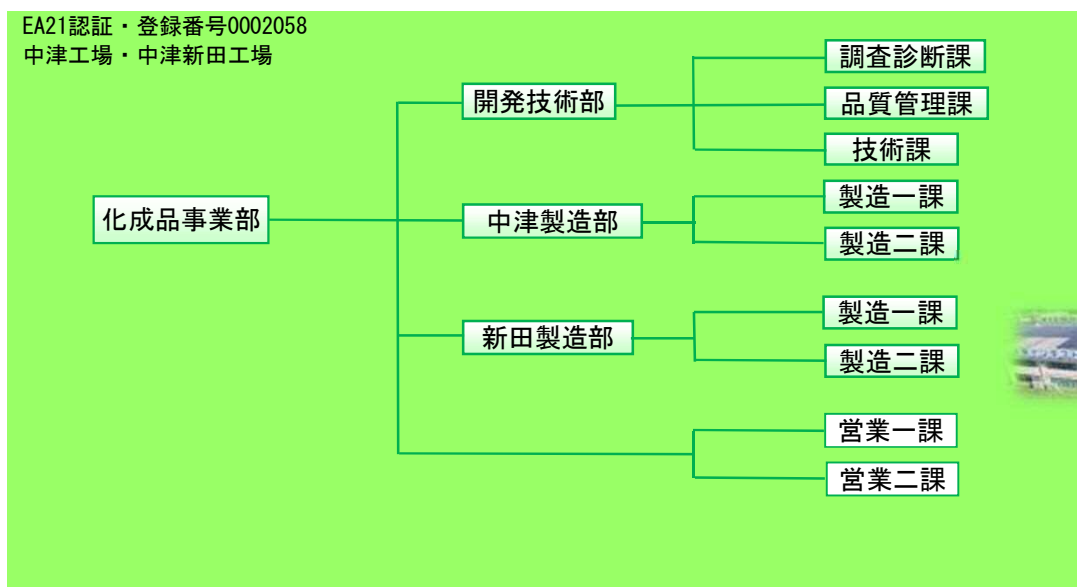 EA21認証・登録番号0002058
中津工場・中津新田工場
調査診断課
開発技術部
品質管理課
技術課
化成品事業部
中津製造部
製造一課
製造二課
新田製造部
製造一課
製造二課
営業一課
営業二課